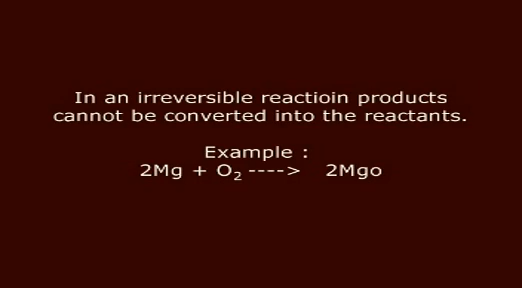 In an irreversible reactioin products
cannot be converted into the reactants.
Example :
2Mg + O₂ ----> 2Mgo